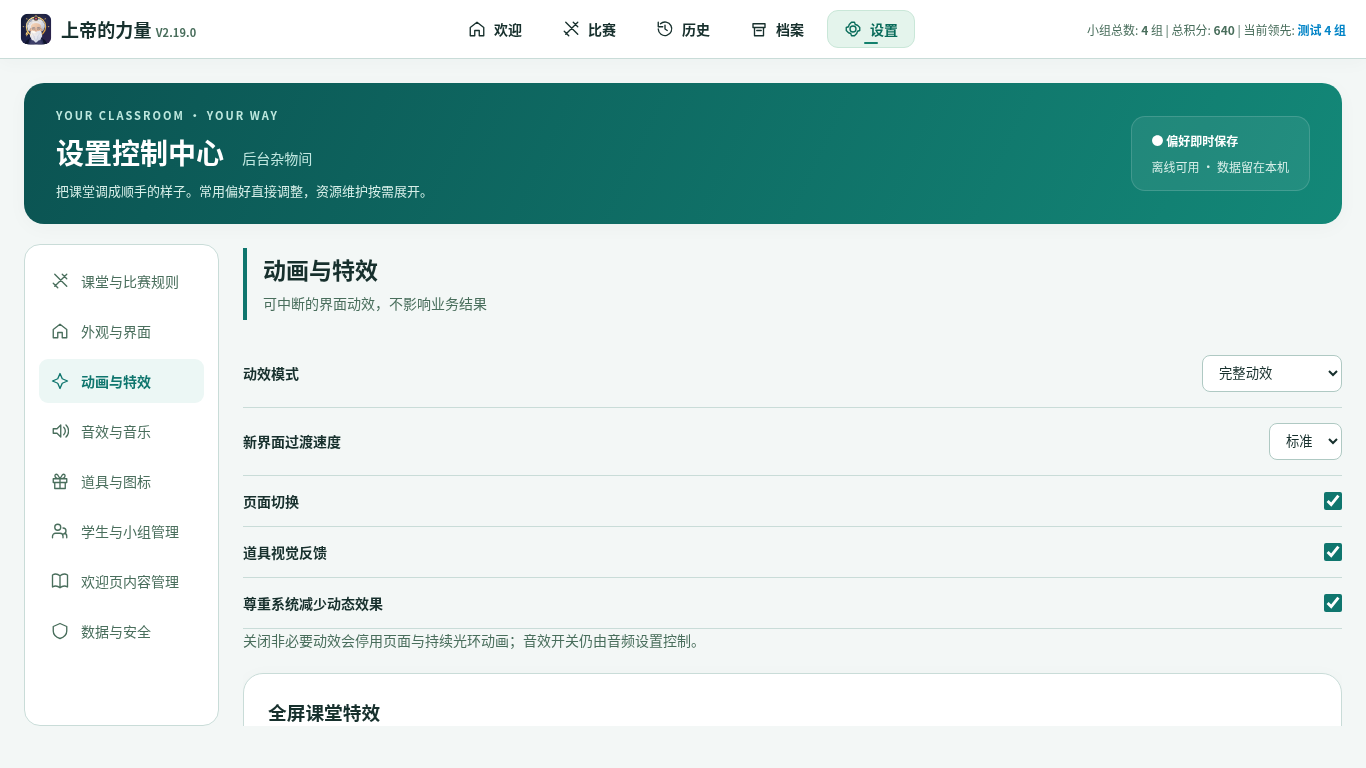 上帝的力量 V2.19.0
欢迎
比赛
历史
档案
设置
小组总数: 4 组 | 总积分: 640 | 当前领先: 测试 4 组
YOUR CLASSROOM • YOUR WAY
设置控制中心 后台杂物间
把课堂调成顺手的样子。常用偏好直接调整，资源维护按需展开。
偏好即时保存
离线可用 • 数据留在本机
课堂与比赛规则
外观与界面
动画与特效
音效与音乐
道具与图标
学生与小组管理
欢迎页内容管理
数据与安全
动画与特效
可中断的界面动效，不影响业务结果
动效模式
完整动效
新界面过渡速度
标准
页面切换
道具视觉反馈
尊重系统减少动态效果
关闭非必要动效会停用页面与持续光环动画；音效开关仍由音频设置控制。
全屏课堂特效